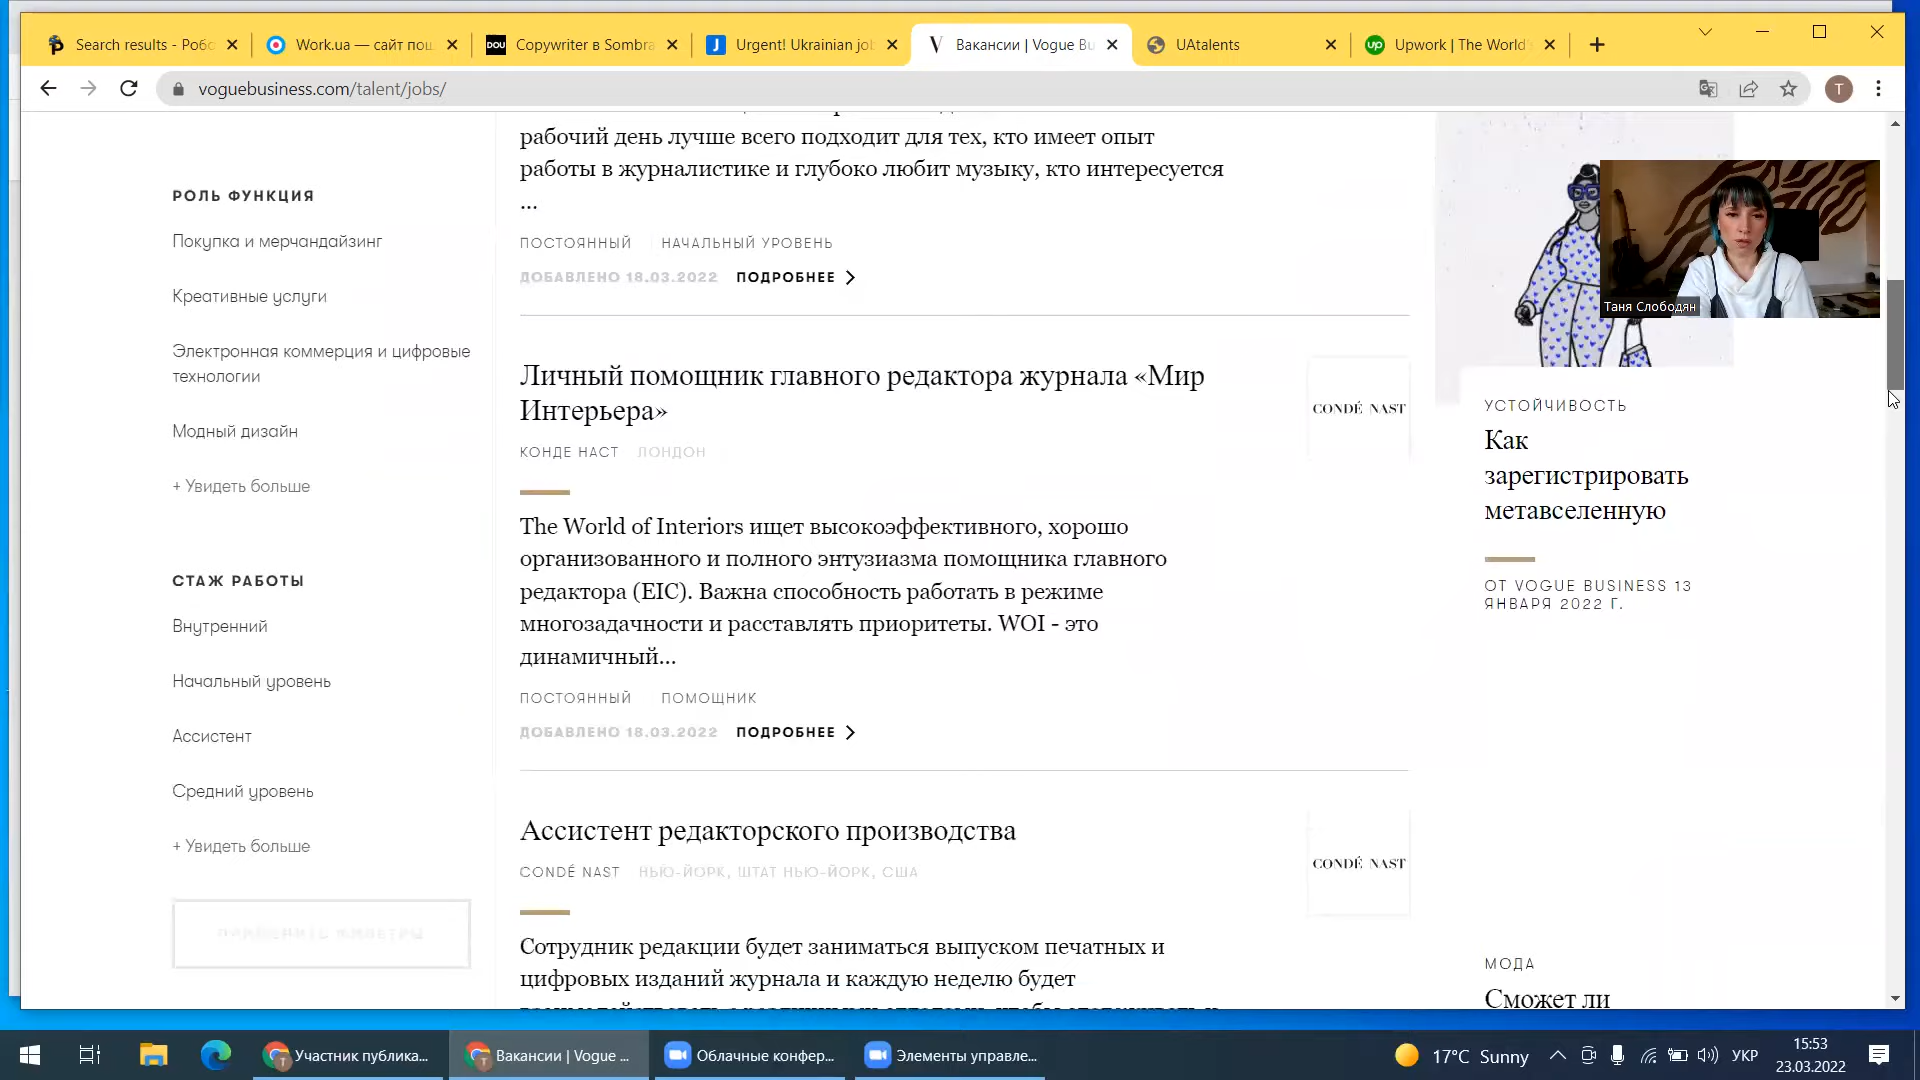 Search results - Робо
Work.ua — сайт пош
DOU
Copywriter в Sombra
J
Urgent! Ukrainian job
V
Вакансии | Vogue Bu
UAtalents
up
Upwork | The World'
voguebusiness.com/talent/jobs/
T
рабочий день лучше всего подходит для тех, кто имеет опыт
работы в журналистике и глубоко любит музыку, кто интересуется
...
ПОСТОЯННЫЙ НАЧАЛЬНЫЙ УРОВЕНЬ
ДОБАВЛЕНО 18.03.2022 ПОДРОБНЕЕ
РОЛЬ ФУНКЦИЯ
Покупка и мерчандайзинг
Креативные услуги
Электронная коммерция и цифровые
технологии
Модный дизайн
+ Увидеть больше
СТАЖ РАБОТЫ
Внутренний
Начальный уровень
Ассистент
Средний уровень
+ Увидеть больше
Личный помощник главного редактора журнала «Мир
Интерьера»
КОНДЕ НАСТ ЛОНДОН
CONDÉ NAST
The World of Interiors ищет высокоэффективного, хорошо
организованного и полного энтузиазма помощника главного
редактора (EIC). Важна способность работать в режиме
многозадачности и расставлять приоритеты. WOI - это
динамичный...
ПОСТОЯННЫЙ ПОМОЩНИК
ДОБАВЛЕНО 18.03.2022 ПОДРОБНЕЕ
Ассистент редакторского производства
CONDÉ NAST НЬЮ-ЙОРК, ШТАТ НЬЮ-ЙОРК, США
CONDÉ NAST
Сотрудник редакции будет заниматься выпуском печатных и
цифровых изданий журнала и каждую неделю будет
Таня Слободян
УСТОЙЧИВОСТЬ
Как
зарегистрировать
метавселенную
ОТ VOGUE BUSINESS 13
ЯНВАРЯ 2022 Г.
МОДА
Сможет ли
Участник публика...
Вакансии | Vogue ...
Облачные конфер...
Элементы управле...
17°C Sunny
УКР
15:53
23.03.2022